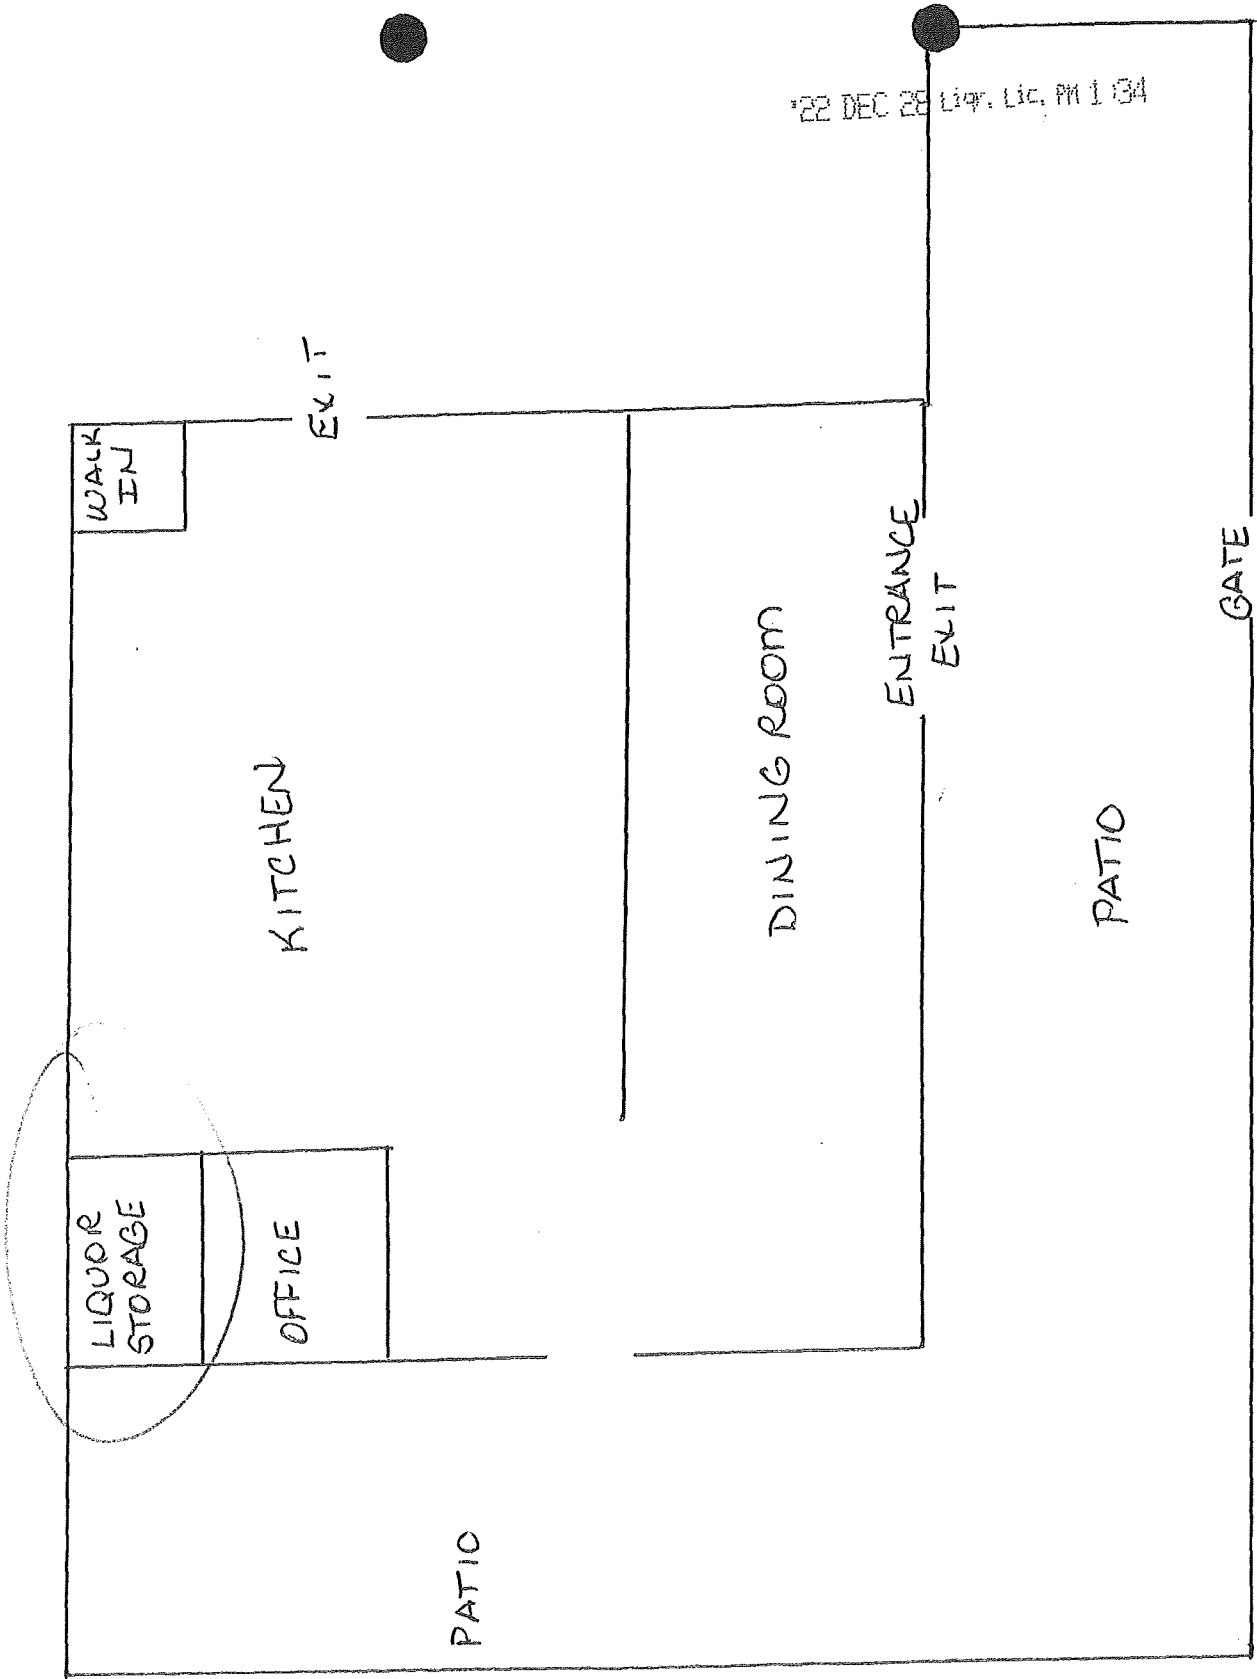 '22 DEC 28 Liqr. Lic. PM 1:34
WALK
IN
EXIT
KITCHEN
LIQUOR
STORAGE
OFFICE
DINING ROOM
ENTRANCE
EXIT
PATIO
PATIO
GATE